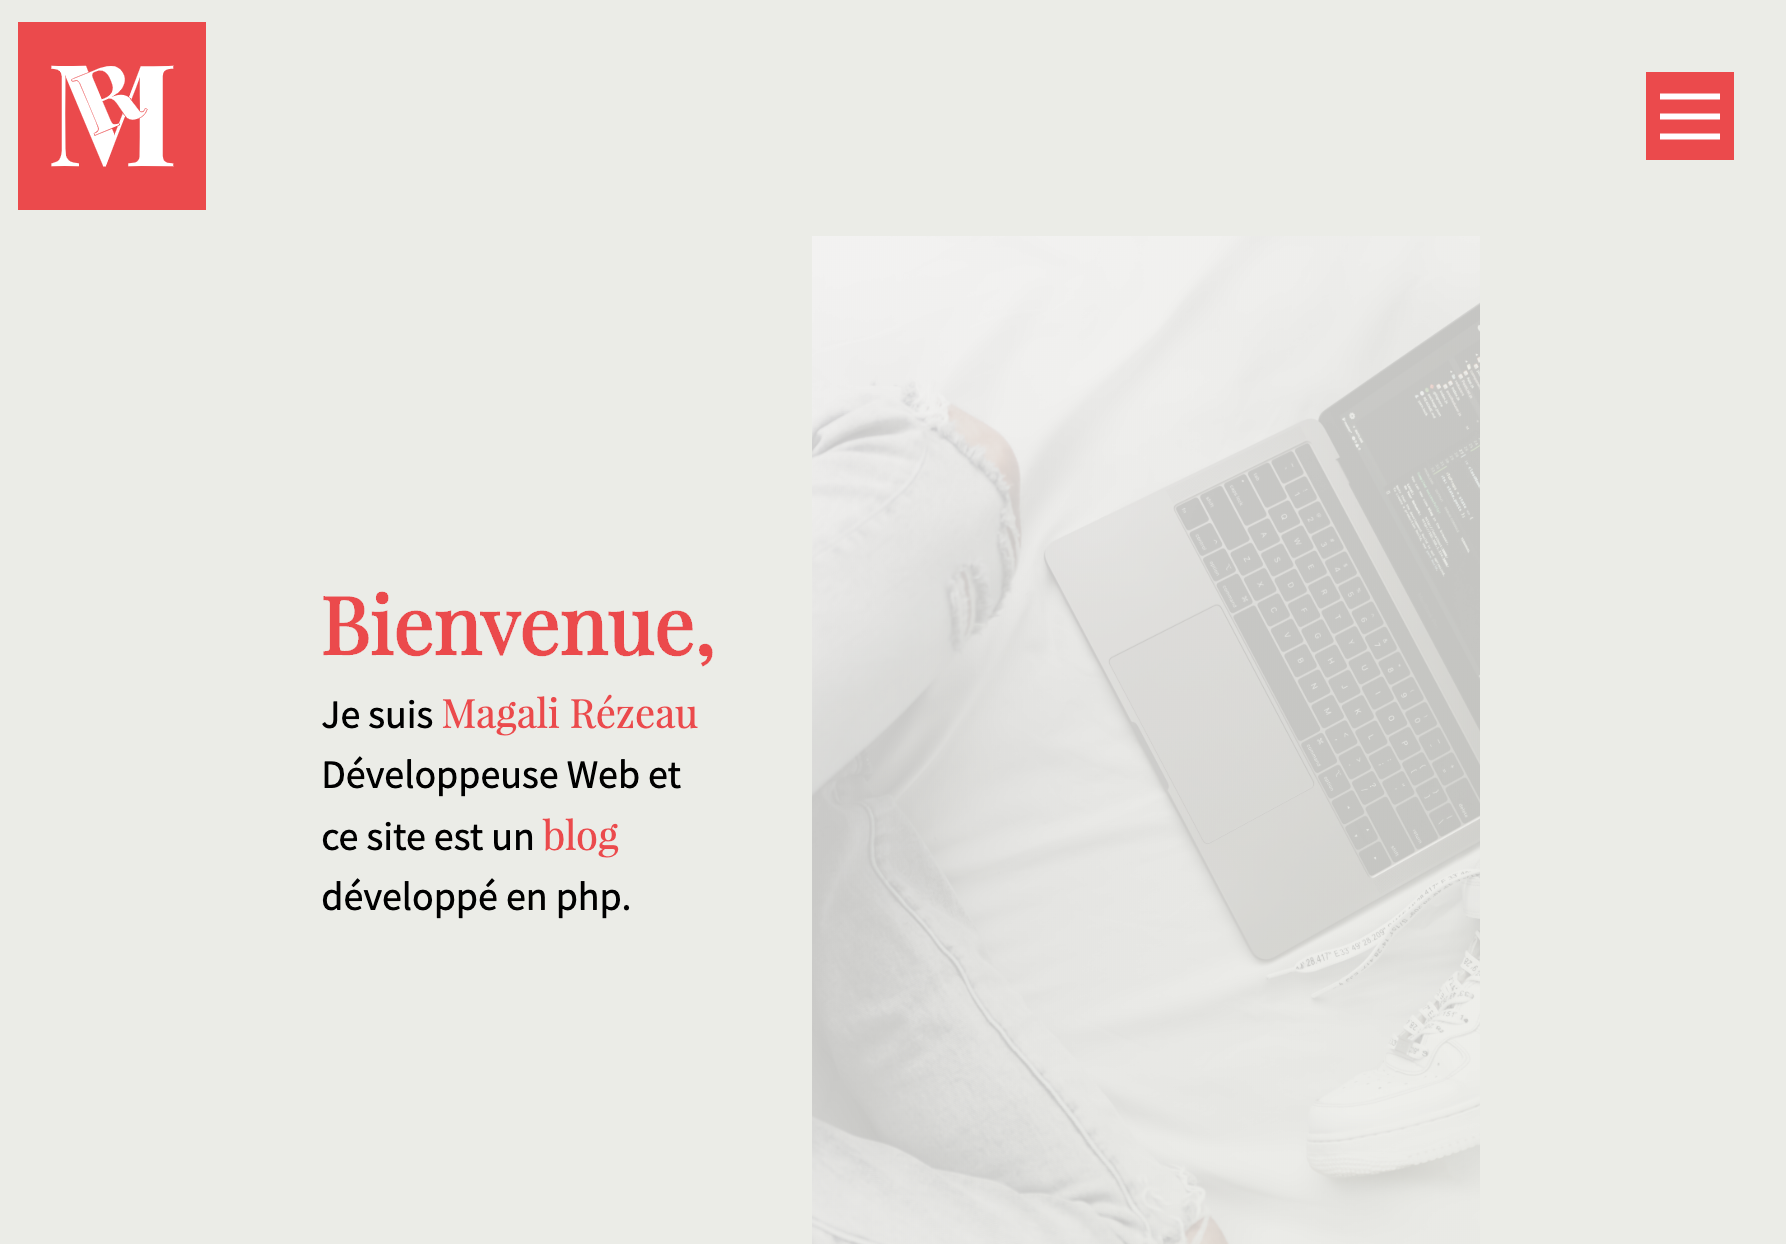 MR
Bienvenue,
Je suis Magali Rézeau
Développeuse Web et
ce site est un blog
développé en php.